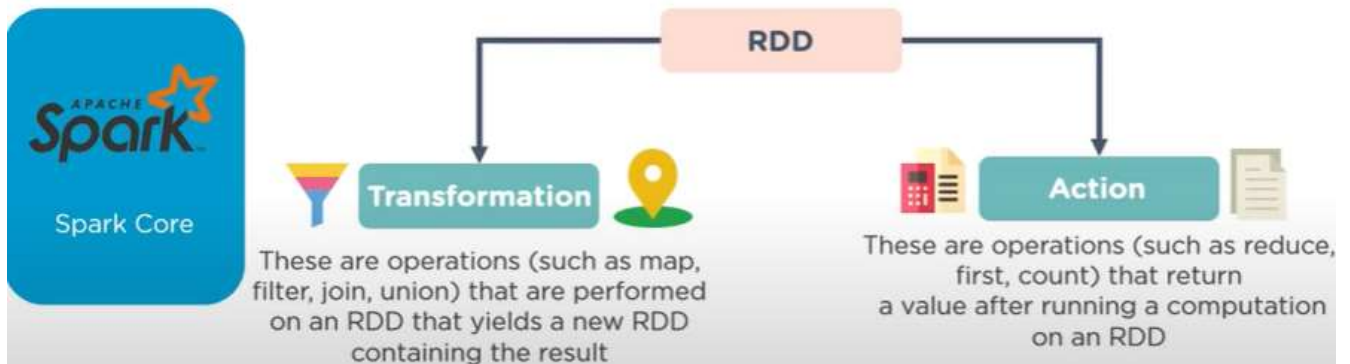 APACHE
Spark
Spark Core
RDD
Transformation
These are operations (such as map,
filter, join, union) that are performed
on an RDD that yields a new RDD
containing the result
Action
These are operations (such as reduce,
first, count) that return
a value after running a computation
on an RDD